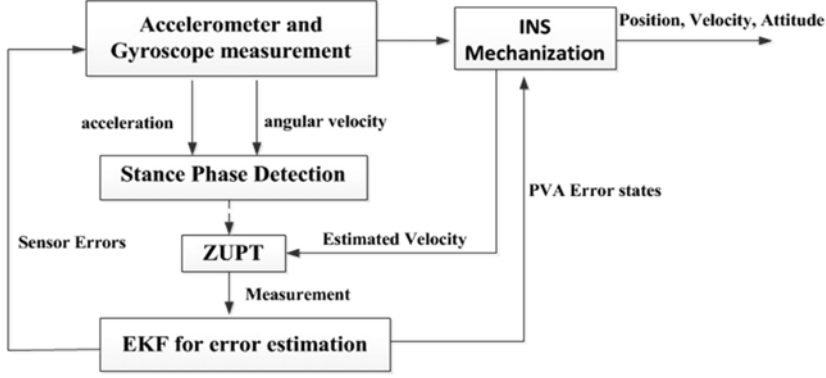 Accelerometer and
Gyroscope measurement
INS
Mechanization
Position, Velocity, Attitude
acceleration
angular velocity
Stance Phase Detection
PVA Error states
Sensor Errors
Estimated Velocity
ZUPT
Measurement
EKF for error estimation